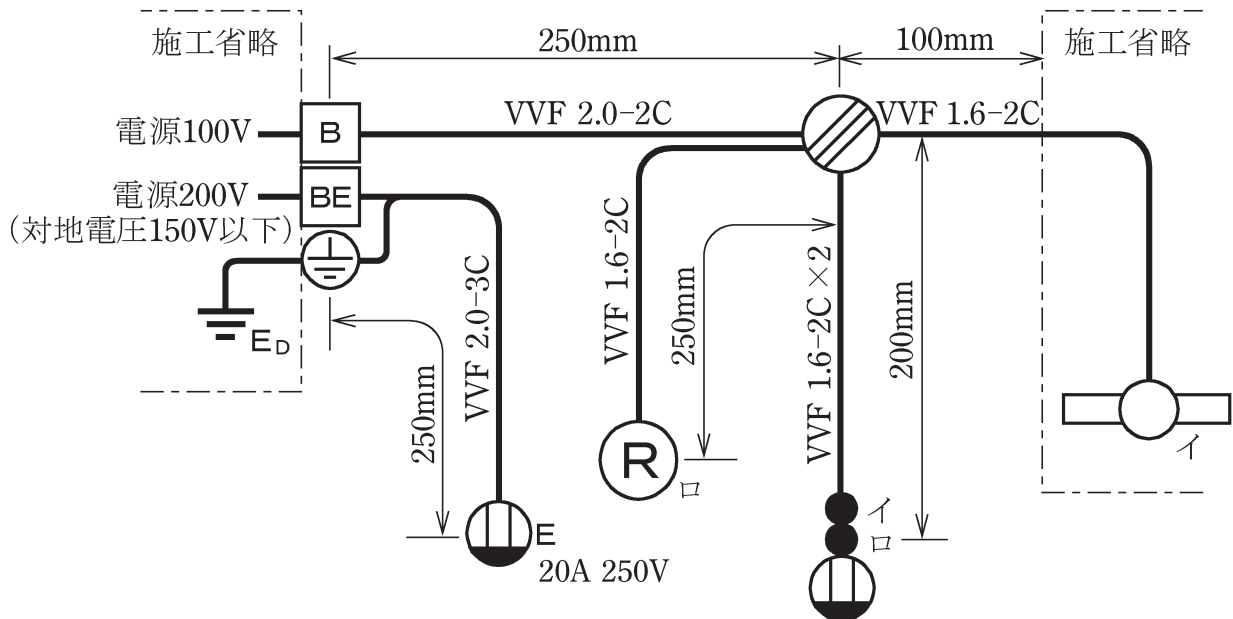 施工省略
250mm
100mm
施工省略
電源100V
B
VVF 2.0-2C
VVF 1.6-2C
電源200V
(対地電圧150V以下)
BE
ED
250mm
VVF 2.0-3C
VVF 1.6-2C
250mm
VVF 1.6-2C×2
200mm
R
ロ
イ
イ
ロ
E
20A 250V